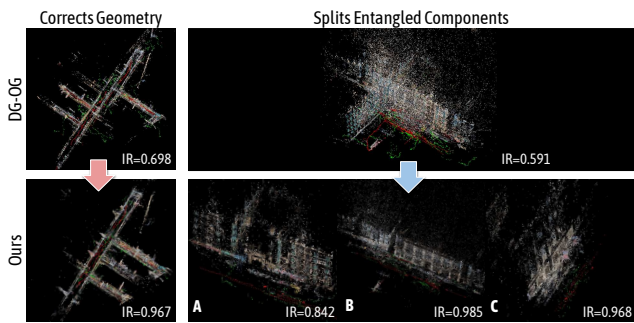 Corrects Geometry
Splits Entangled Components
DG-OG
IR=0.698
IR=0.591
Ours
IR=0.967
A
IR=0.842
B
IR=0.985
C
IR=0.968